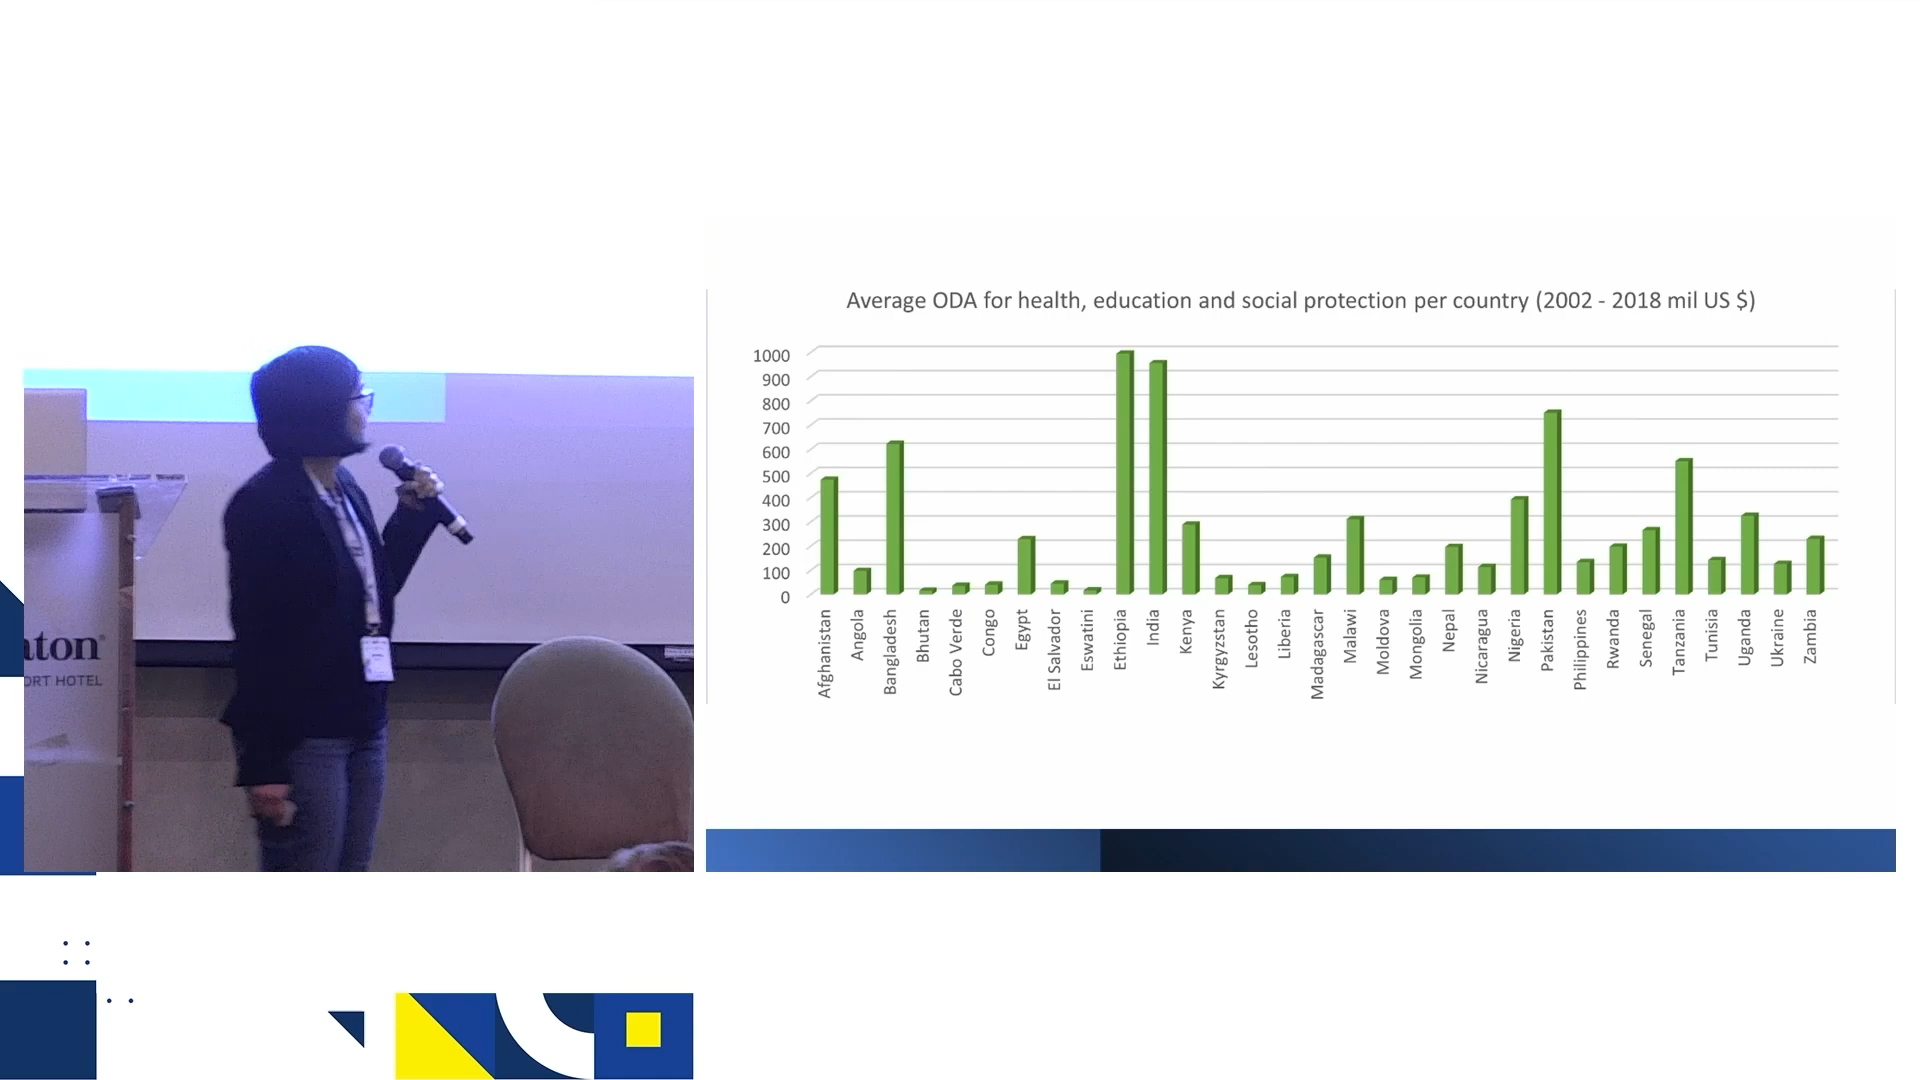 aton®
ORT HOTEL
Average ODA for health, education and social protection per country (2002 - 2018 mil US $)
1000
900
800
700
600
500
400
300
200
100
0
Afghanistan
Angola
Bangladesh
Bhutan
Cabo Verde
Congo
Egypt
El Salvador
Eswatini
Ethiopia
India
Kenya
Kyrgyzstan
Lesotho
Liberia
Madagascar
Malawi
Moldova
Mongolia
Nepal
Nicaragua
Nigeria
Pakistan
Philippines
Rwanda
Senegal
Tanzania
Tunisia
Uganda
Ukraine
Zambia